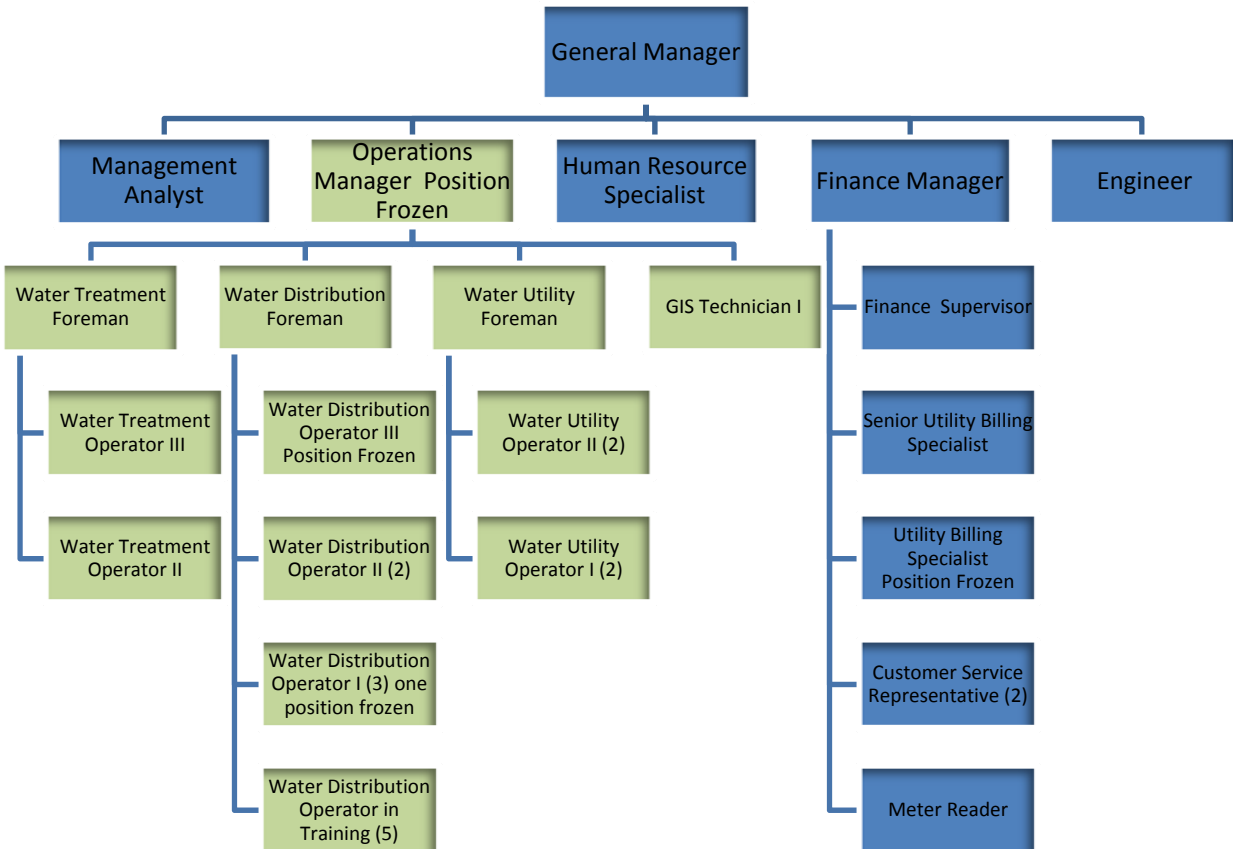 General Manager
Management
Analyst
Operations
Manager Position
Frozen
Human Resource
Specialist
Finance Manager
Engineer
Water Treatment
Foreman
Water Distribution
Foreman
Water Utility
Foreman
GIS Technician I
Finance Supervisor
Water Treatment
Operator III
Water Distribution
Operator III
Position Frozen
Water Utility
Operator II (2)
Senior Utility Billing
Specialist
Water Treatment
Operator II
Water Distribution
Operator II (2)
Water Utility
Operator I (2)
Utility Billing
Specialist
Position Frozen
Water Distribution
Operator I (3) one
position frozen
Customer Service
Representative (2)
Water Distribution
Operator in
Training (5)
Meter Reader